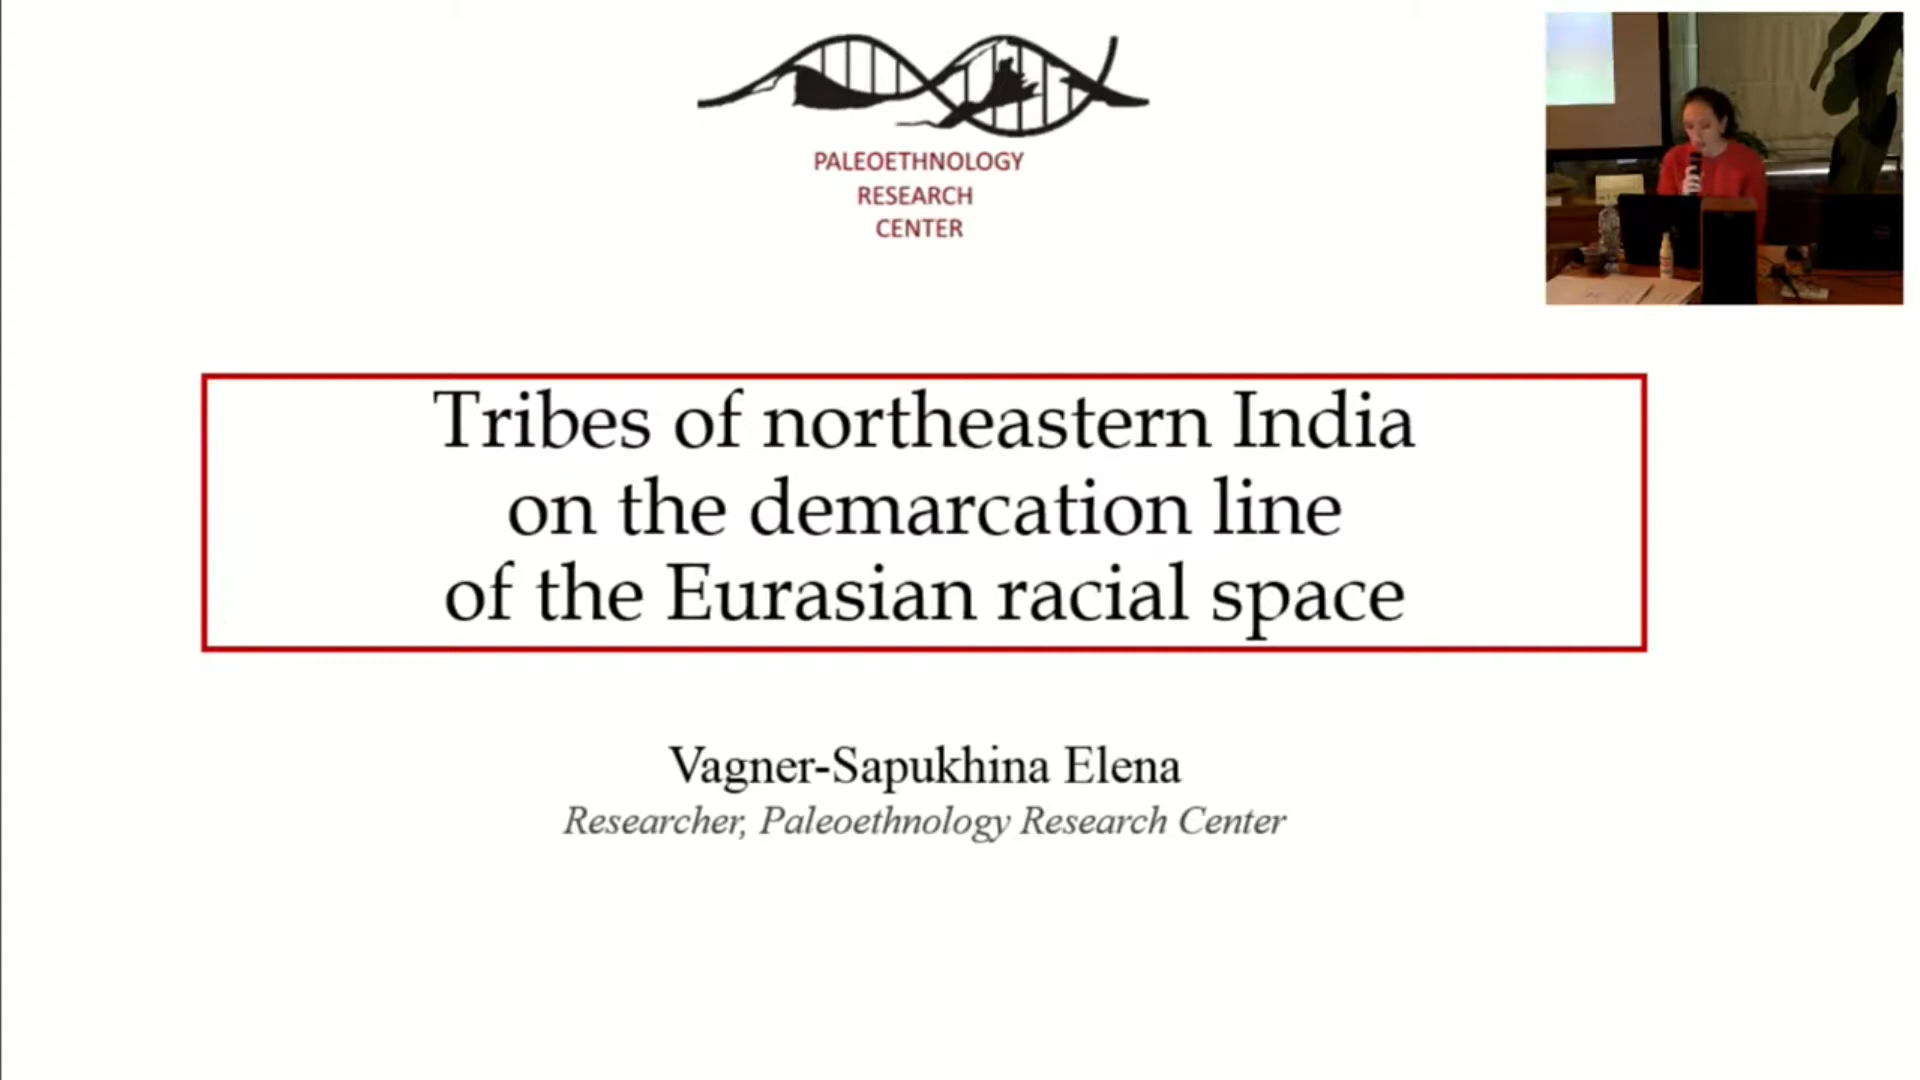 PALEOETHNOLOGY
RESEARCH
CENTER
Tribes of northeastern India
on the demarcation line
of the Eurasian racial space
Vagner-Sapukhina Elena
Researcher, Paleoethnology Research Center